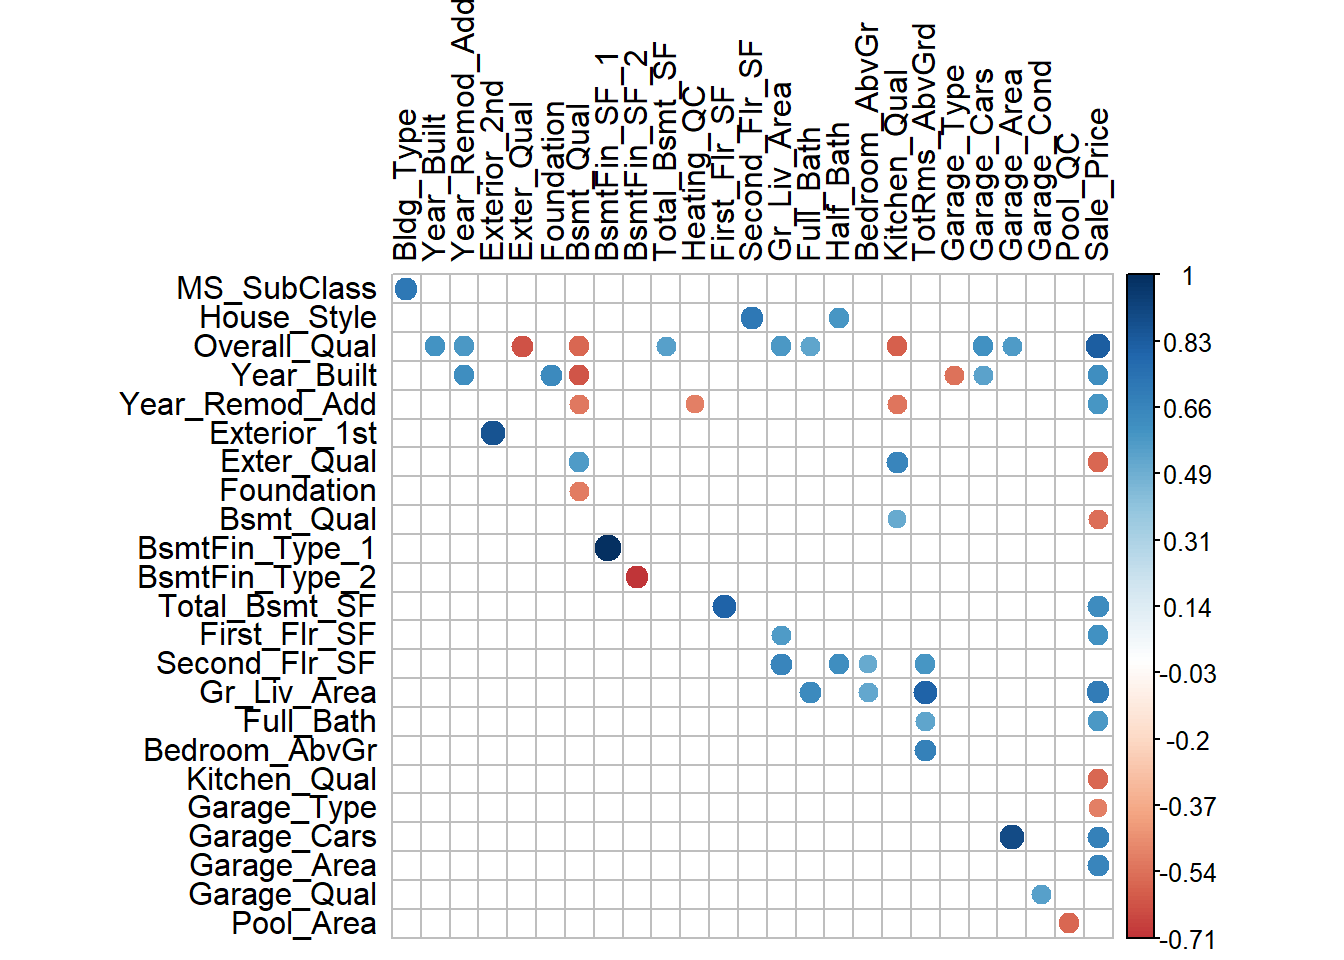 Bldg_Type
Year_Built
Year_Remod_Add
Exterior_2nd
Exter_Qual
Foundation
Bsmt_Qual
BsmtFin_SF_1
BsmtFin_SF_2
Total_Bsmt_SF
Heating_QC
First_Flr_SF
Second_Flr_SF
Gr_Liv_Area
Full_Bath
Half_Bath
Bedroom_AbvGr
Kitchen_Qual
TotRms_AbvGrd
Garage_Type
Garage_Cars
Garage_Area
Garage_Cond
Pool_QC
Sale_Price
MS_SubClass
House_Style
Overall_Qual
Year_Built
Year_Remod_Add
Exterior_1st
Exter_Qual
Foundation
Bsmt_Qual
BsmtFin_Type_1
BsmtFin_Type_2
Total_Bsmt_SF
First_Flr_SF
Second_Flr_SF
Gr_Liv_Area
Full_Bath
Bedroom_AbvGr
Kitchen_Qual
Garage_Type
Garage_Cars
Garage_Area
Garage_Qual
Pool_Area
1
0.83
0.66
0.49
0.31
0.14
-0.03
-0.2
-0.37
-0.54
-0.71